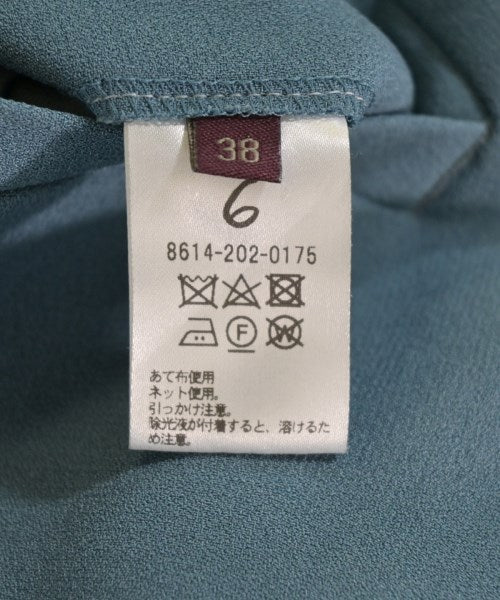 38
6
8614-202-0175
F
W
あて布使用
ネット使用。
引っかけ注意。
除光液が付着すると、溶けるた
め注意。